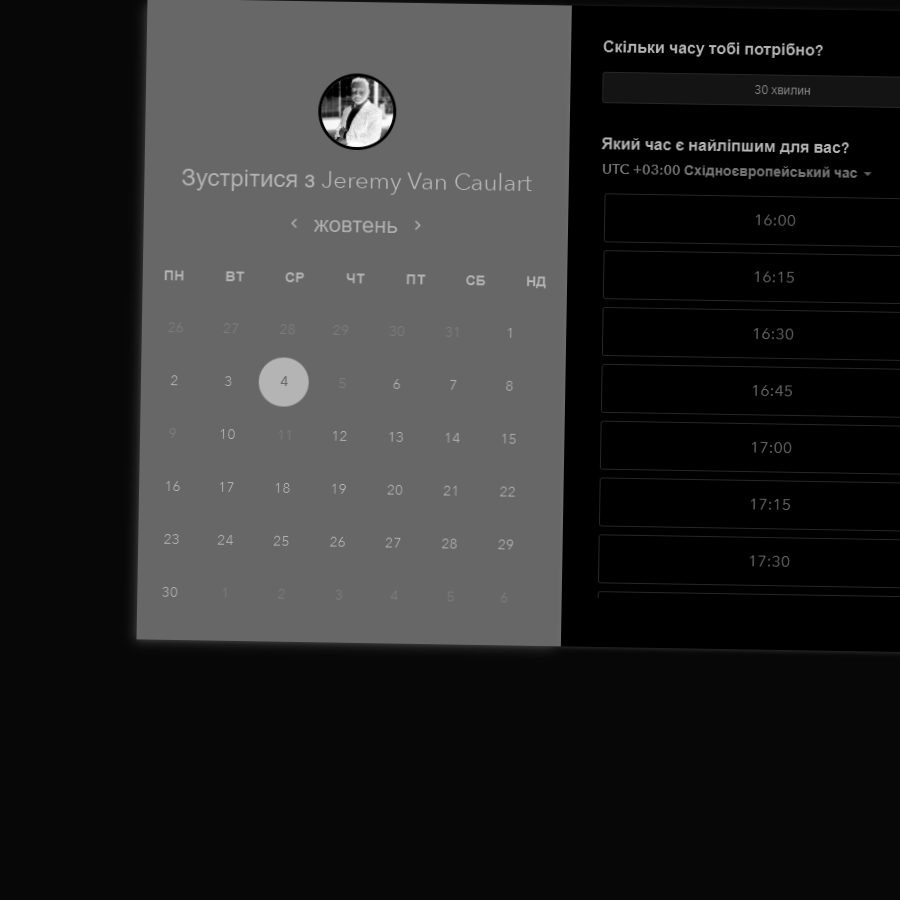 Зустрітися з Jeremy Van Caulart
жовтень
ПН ВТ СР ЧТ ПТ СБ НД
26 27 28 29 30 31 1
2 3 4 5 6 7 8
9 10 11 12 13 14 15
16 17 18 19 20 21 22
23 24 25 26 27 28 29
30 1 2 3 4 5 6
Скільки часу тобі потрібно?
30 хвилин
Який час є найліпшим для вас?
UTC +03:00 Східноєвропейський час
16:00
16:15
16:30
16:45
17:00
17:15
17:30